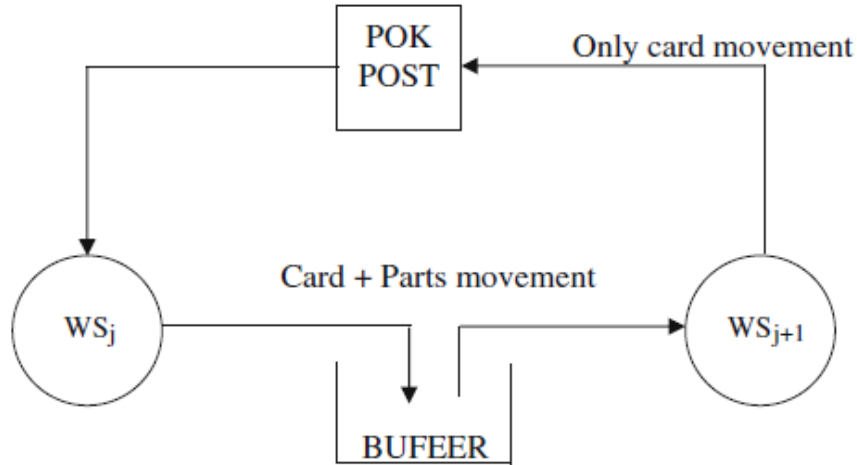 POK
POST
Only card movement
Card + Parts movement
WSj
WSj+1
BUFEER